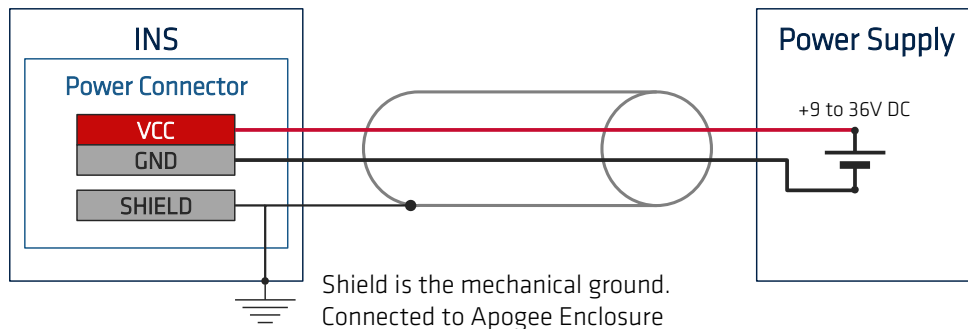 INS
Power Connector
VCC
GND
SHIELD
Power Supply
+9 to 36V DC
Shield is the mechanical ground.
Connected to Apogee Enclosure